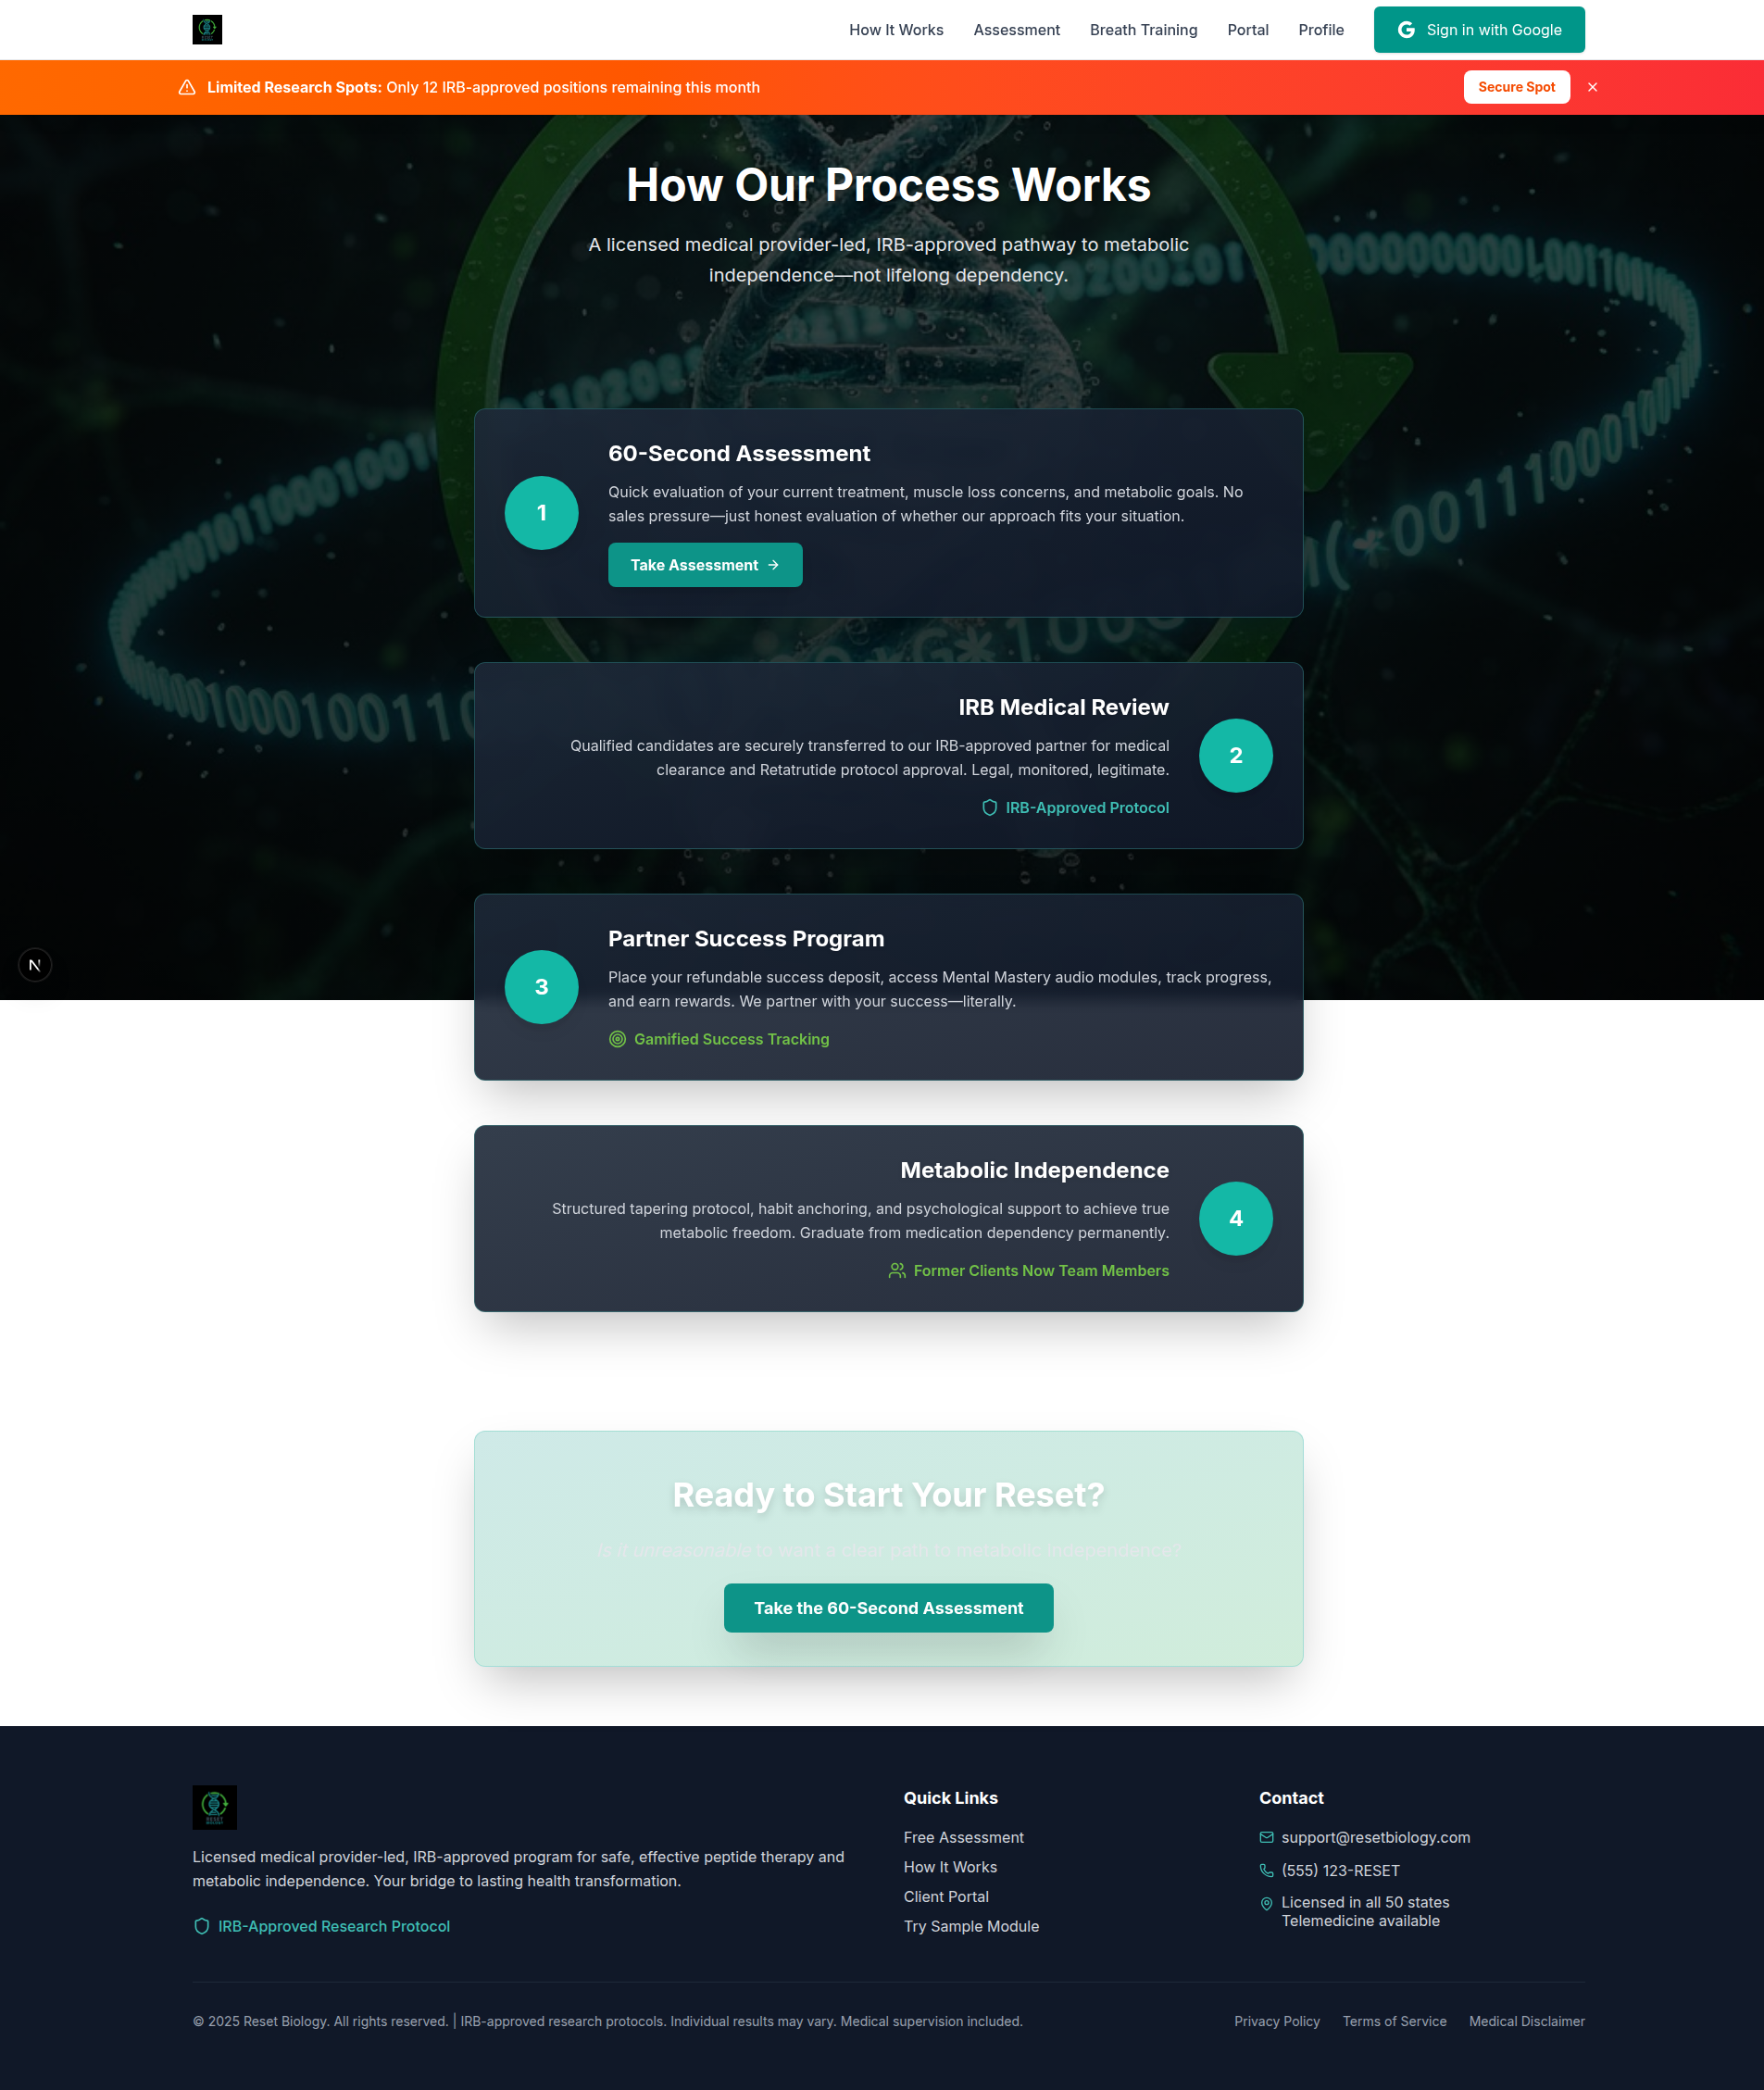 How It Works
Assessment
Breath Training
Portal
Profile
Sign in with Google
Limited Research Spots: Only 12 IRB-approved positions remaining this month
Secure Spot
How Our Process Works
A licensed medical provider-led, IRB-approved pathway to metabolic
independence—not lifelong dependency.
1
60-Second Assessment
Quick evaluation of your current treatment, muscle loss concerns, and metabolic goals. No
sales pressure—just honest evaluation of whether our approach fits your situation.
Take Assessment
IRB Medical Review
Qualified candidates are securely transferred to our IRB-approved partner for medical
clearance and Retatrutide protocol approval. Legal, monitored, legitimate.
IRB-Approved Protocol
2
3
Partner Success Program
Place your refundable success deposit, access Mental Mastery audio modules, track progress,
and earn rewards. We partner with your success—literally.
Gamified Success Tracking
Metabolic Independence
Structured tapering protocol, habit anchoring, and psychological support to achieve true
metabolic freedom. Graduate from medication dependency permanently.
Former Clients Now Team Members
4
Ready to Start Your Reset?
Is it unreasonable to want a clear path to metabolic independence?
Take the 60-Second Assessment
RESET
Licensed medical provider-led, IRB-approved program for safe, effective peptide therapy and
metabolic independence. Your bridge to lasting health transformation.
IRB-Approved Research Protocol
Quick Links
Free Assessment
How It Works
Client Portal
Try Sample Module
Contact
support@resetbiology.com
(555) 123-RESET
Licensed in all 50 states
Telemedicine available
© 2025 Reset Biology. All rights reserved. | IRB-approved research protocols. Individual results may vary. Medical supervision included.
Privacy Policy
Terms of Service
Medical Disclaimer